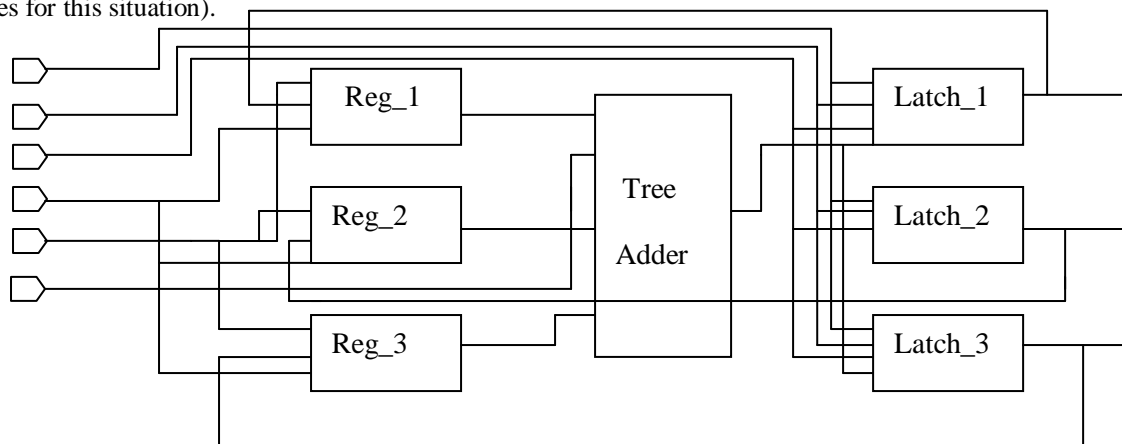 es for this situation).
Reg_1
Latch_1
Tree
Adder
Reg_2
Latch_2
Reg_3
Latch_3